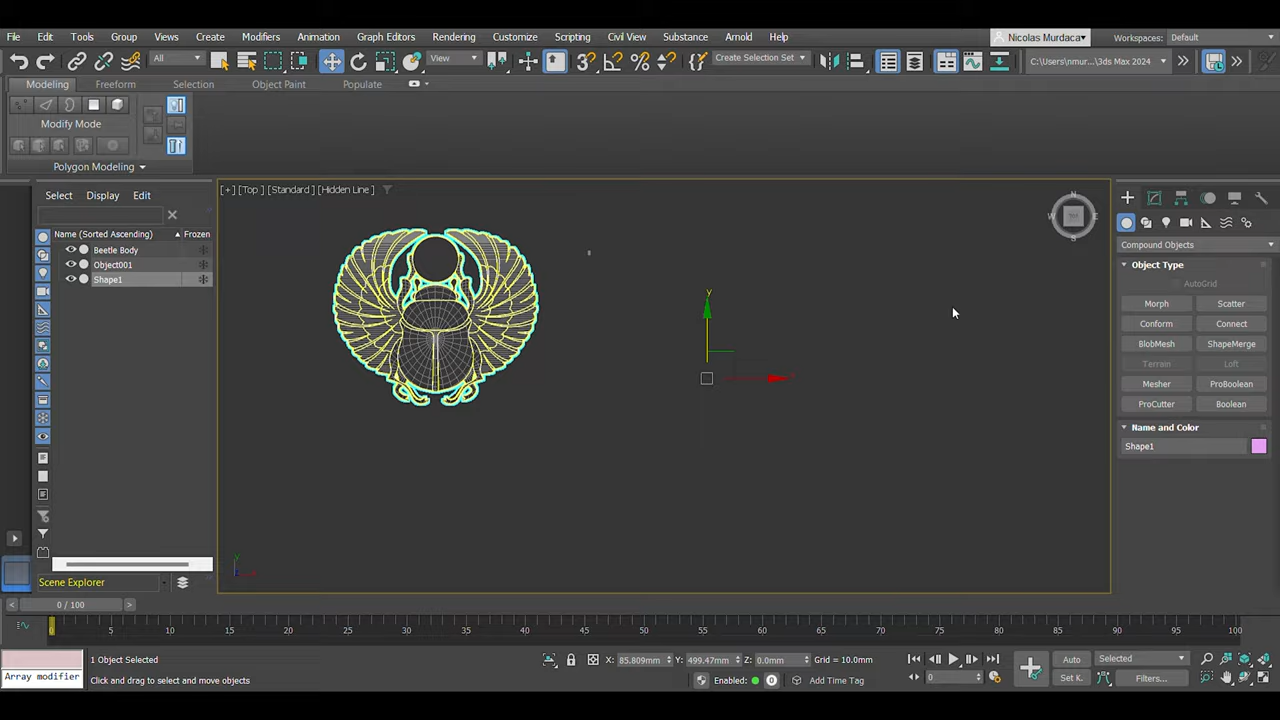 File Edit Tools Group Views Create Modifiers Animation Graph Editors Rendering Customize Scripting Civil View Substance Arnold Help Nicolas Murdaca Workspaces: Default
All View Create Selection Set C:\Users\nmur... 3ds Max 2024
Modeling Freeform Selection Object Paint Populate
Modify Mode
Polygon Modeling
[+] [Top ] [Standard ] [Hidden Line ]
Select Display Edit
Name (Sorted Ascending) Frozen
Beetle Body
Object001
Shape1
Scene Explorer
N
W E
S
y
x
y
Compound Objects
Object Type
AutoGrid
Morph Scatter
Conform Connect
BlobMesh ShapeMerge
Terrain Loft
Mesher ProBoolean
ProCutter Boolean
Name and Color
Shape1
< 0 / 100 >
0 5 10 15 20 25 30 35 40 45 50 55 60 65 70 75 80 85 90 95 100
1 Object Selected X: 85.809mm Y: 499.47mm Z: 0.0mm Grid = 10.0mm Auto Selected
Array modifier Click and drag to select and move objects Enabled: Add Time Tag 0 Set K. Filters...